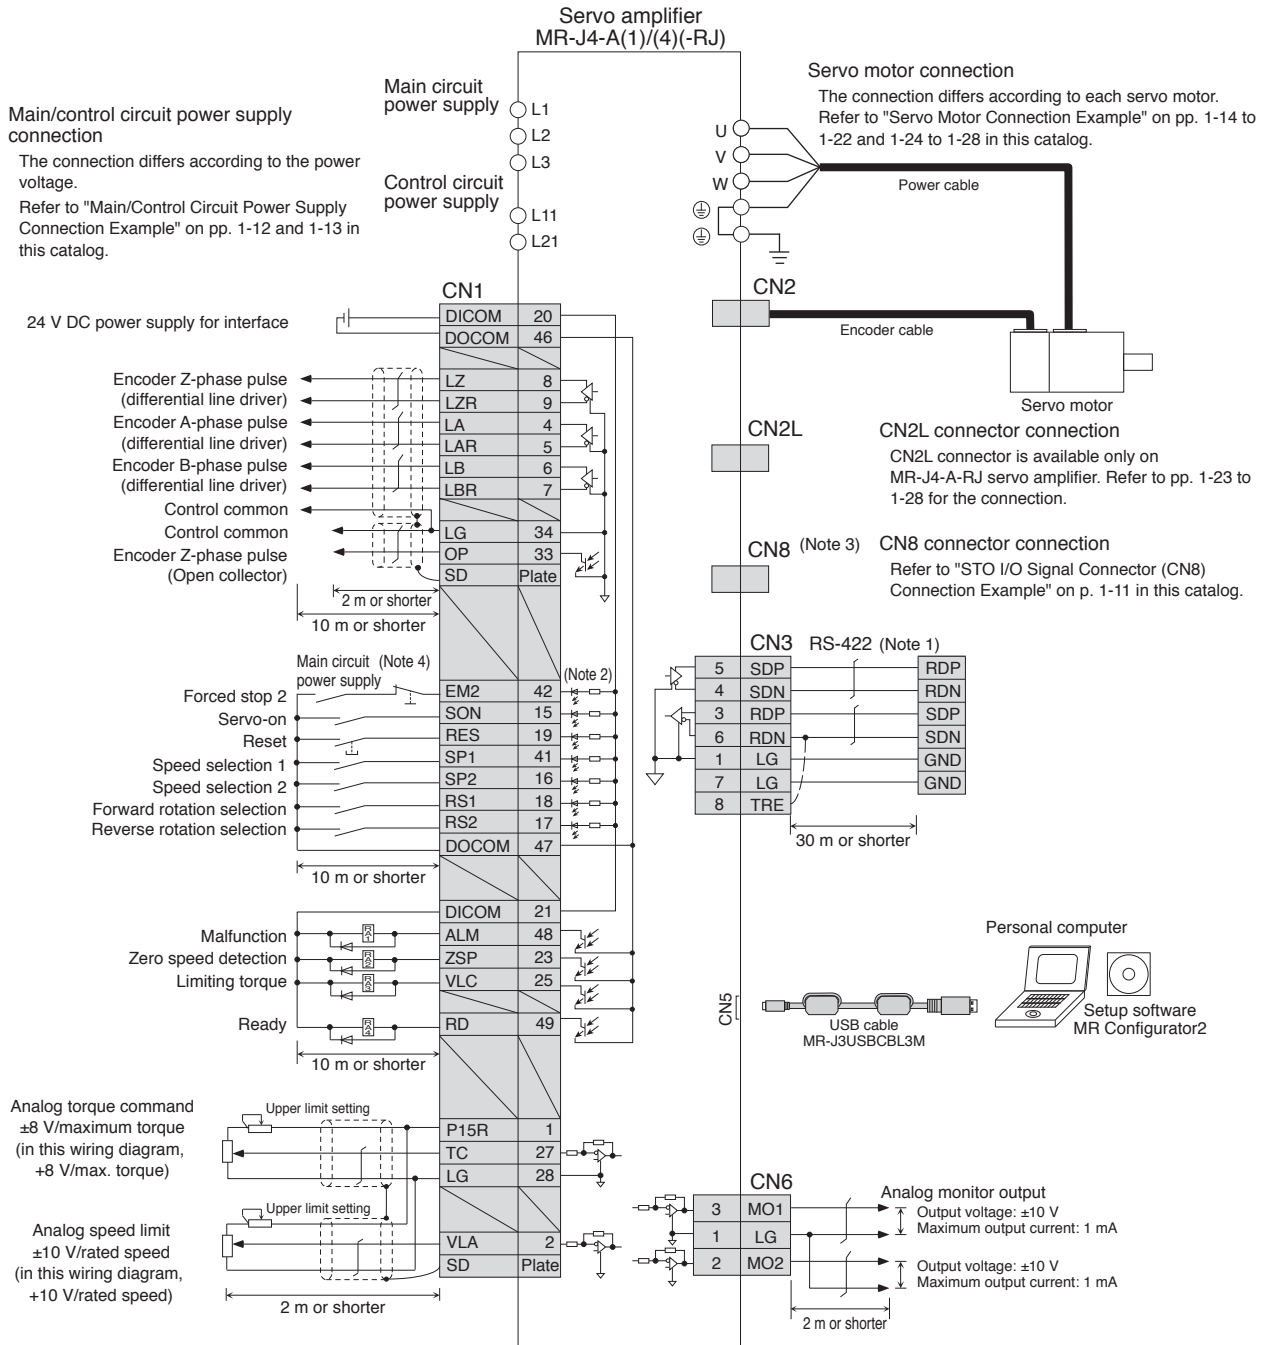 Servo amplifier
MR-J4-A(1)/(4)(-RJ)
Main/control circuit power supply
connection
The connection differs according to the power
voltage.
Refer to "Main/Control Circuit Power Supply
Connection Example" on pp. 1-12 and 1-13 in
this catalog.
Main circuit
power supply
L1
L2
L3
Control circuit
power supply
L11
L21
Servo motor connection
The connection differs according to each servo motor.
Refer to "Servo Motor Connection Example" on pp. 1-14 to
1-22 and 1-24 to 1-28 in this catalog.
U
V
W
Power cable
CN2
Encoder cable
Servo motor
CN2L
CN2L connector connection
CN2L connector is available only on
MR-J4-A-RJ servo amplifier. Refer to pp. 1-23 to
1-28 for the connection.
CN8 (Note 3)
CN8 connector connection
Refer to "STO I/O Signal Connector (CN8)
Connection Example" on p. 1-11 in this catalog.
CN1
24 V DC power supply for interface
DICOM 20
DOCOM 46
Encoder Z-phase pulse
(differential line driver)
LZ 8
LZR 9
Encoder A-phase pulse
(differential line driver)
LA 4
LAR 5
Encoder B-phase pulse
(differential line driver)
LB 6
LBR 7
Control common
Control common
LG 34
Encoder Z-phase pulse
(Open collector)
OP 33
SD Plate
2 m or shorter
10 m or shorter
Main circuit
power supply
(Note 4)
(Note 2)
Forced stop 2 EM2 42
Servo-on SON 15
Reset RES 19
Speed selection 1 SP1 41
Speed selection 2 SP2 16
Forward rotation selection RS1 18
Reverse rotation selection RS2 17
DOCOM 47
10 m or shorter
DICOM 21
Malfunction RA1 ALM 48
Zero speed detection RA2 ZSP 23
Limiting torque RA3 VLC 25
Ready RA4 RD 49
10 m or shorter
Analog torque command
±8 V/maximum torque
(in this wiring diagram,
+8 V/max. torque)
Upper limit setting
P15R 1
TC 27
LG 28
Analog speed limit
±10 V/rated speed
(in this wiring diagram,
+10 V/rated speed)
Upper limit setting
VLA 2
SD Plate
2 m or shorter
CN3 RS-422 (Note 1)
5 SDP RDP
4 SDN RDN
3 RDP SDP
6 RDN SDN
1 LG GND
7 LG GND
8 TRE
30 m or shorter
CN5
USB cable
MR-J3USBCBL3M
Personal computer
Setup software
MR Configurator2
CN6
3 MO1
1 LG
2 MO2
Analog monitor output
Output voltage: ±10 V
Maximum output current: 1 mA
Output voltage: ±10 V
Maximum output current: 1 mA
2 m or shorter